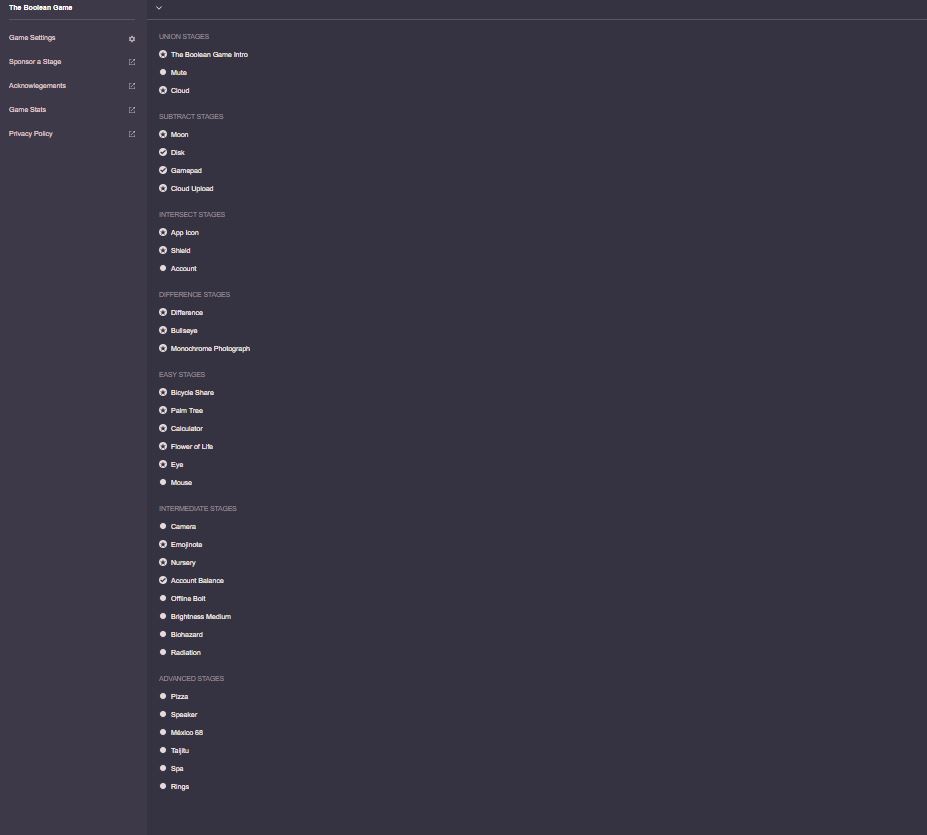 The Boolean Game
Game Settings
Sponsor a Stage
Acknowlegements
Game Stats
Privacy Policy
UNION STAGES
The Boolean Game Intro
Mute
Cloud
SUBTRACT STAGES
Moon
Disk
Gamepad
Cloud Upload
INTERSECT STAGES
App Icon
Shield
Account
DIFFERENCE STAGES
Difference
Bullseye
Monochrome Photograph
EASY STAGES
Bicycle Share
Palm Tree
Calculator
Flower of Life
Eye
Mouse
INTERMEDIATE STAGES
Camera
Emojinote
Nursery
Account Balance
Offline Bolt
Brightness Medium
Biohazard
Radiation
ADVANCED STAGES
Pizza
Speaker
México 68
Taijitu
Spa
Rings